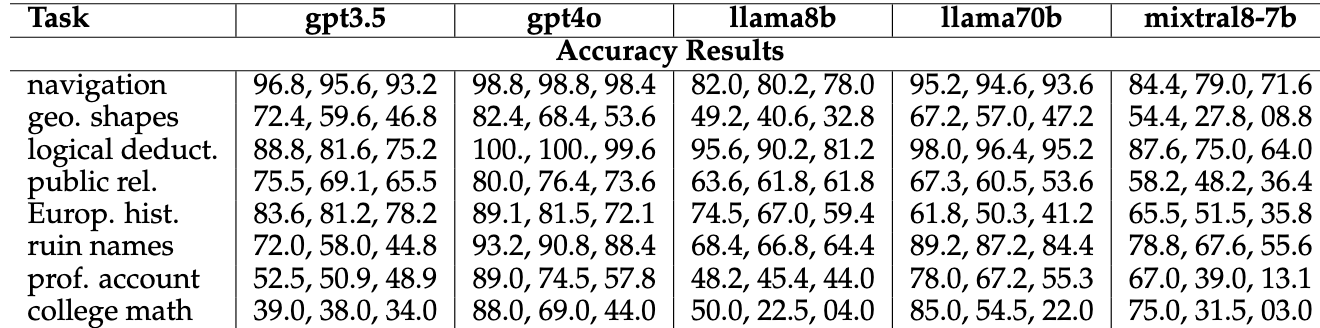 Task gpt3.5 gpt4o llama8b llama70b mixtral8-7b
Accuracy Results
navigation 96.8, 95.6, 93.2 98.8, 98.8, 98.4 82.0, 80.2, 78.0 95.2, 94.6, 93.6 84.4, 79.0, 71.6
geo. shapes 72.4, 59.6, 46.8 82.4, 68.4, 53.6 49.2, 40.6, 32.8 67.2, 57.0, 47.2 54.4, 27.8, 08.8
logical deduct. 88.8, 81.6, 75.2 100., 100., 99.6 95.6, 90.2, 81.2 98.0, 96.4, 95.2 87.6, 75.0, 64.0
public rel. 75.5, 69.1, 65.5 80.0, 76.4, 73.6 63.6, 61.8, 61.8 67.3, 60.5, 53.6 58.2, 48.2, 36.4
Europ. hist. 83.6, 81.2, 78.2 89.1, 81.5, 72.1 74.5, 67.0, 59.4 61.8, 50.3, 41.2 65.5, 51.5, 35.8
ruin names 72.0, 58.0, 44.8 93.2, 90.8, 88.4 68.4, 66.8, 64.4 89.2, 87.2, 84.4 78.8, 67.6, 55.6
prof. account 52.5, 50.9, 48.9 89.0, 74.5, 57.8 48.2, 45.4, 44.0 78.0, 67.2, 55.3 67.0, 39.0, 13.1
college math 39.0, 38.0, 34.0 88.0, 69.0, 44.0 50.0, 22.5, 04.0 85.0, 54.5, 22.0 75.0, 31.5, 03.0